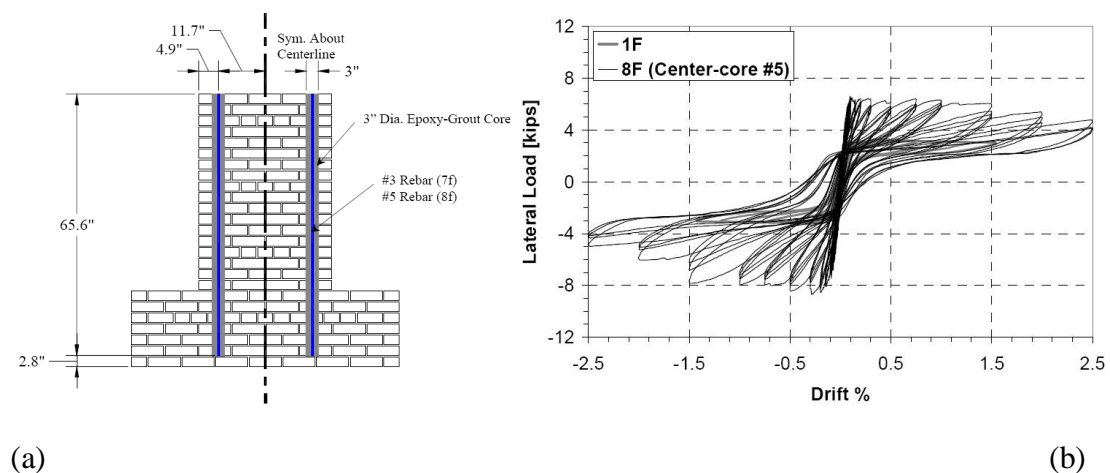 11.7"
4.9"
Sym. About
Centerline
3"
3" Dia. Epoxy-Grout Core
#3 Rebar (7f)
#5 Rebar (8f)
65.6"
2.8"
(a)
12
8
4
0
-4
-8
-12
Lateral Load [kips]
1F
8F (Center-core #5)
-2.5 -1.5 -0.5 0.5 1.5 2.5
Drift %
(b)